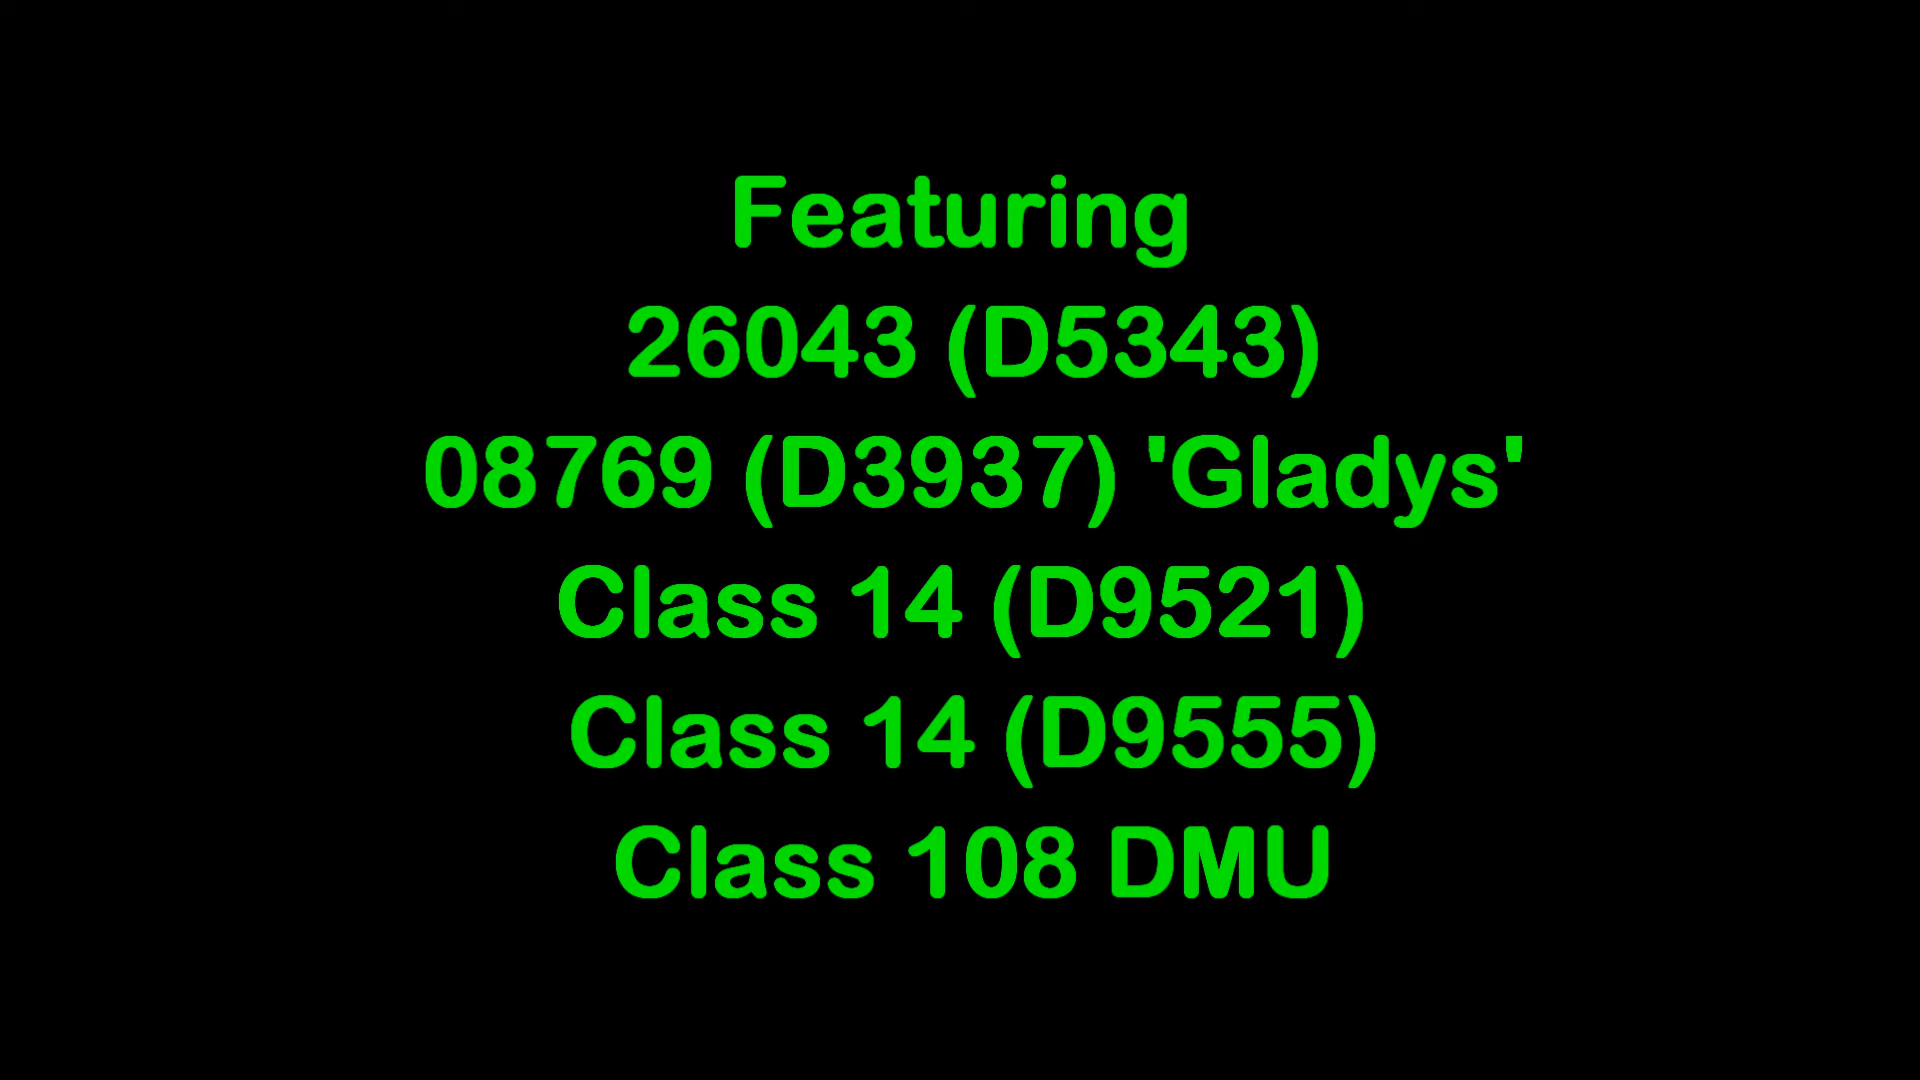 Featuring
26043 (D5343)
08769 (D3937) 'Gladys'
Class 14 (D9521)
Class 14 (D9555)
Class 108 DMU